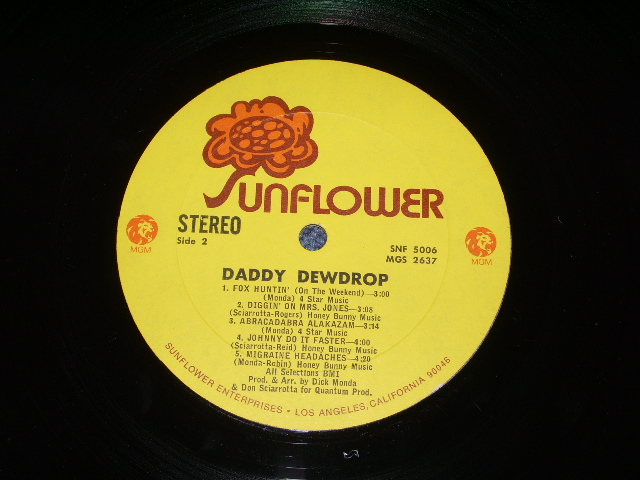 SUNFLOWER
STEREO
Side 2
SNF 5006
MGS 2637
MGM
MGM
DADDY DEWDROP
1. FOX HUNTIN' (On The Weekend)—3:00
(Monda) 4 Star Music
2. DIGGIN' ON MRS. JONES—3:08
(Sciarrotta-Rogers) Honey Bunny Music
3. ABRACADABRA ALAKAZAM—3:14
(Monda) 4 Star Music
4. JOHNNY DO IT FASTER—4:00
(Sciarrotta-Reid) Honey Bunny Music
5. MIGRAINE HEADACHES—4:20
(Monda-Robin) Honey Bunny Music
All Selections BMI
Prod. & Arr. by Dick Monda
& Don Sciarrotta for Quantum Prod.
SUNFLOWER ENTERPRISES • LOS ANGELES, CALIFORNIA 90046